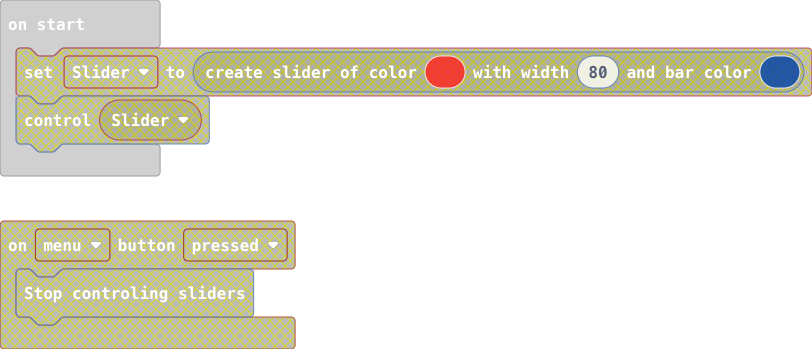 on start
set Slider to create slider of color with width 80 and bar color
control Slider
on menu button pressed
Stop controling sliders